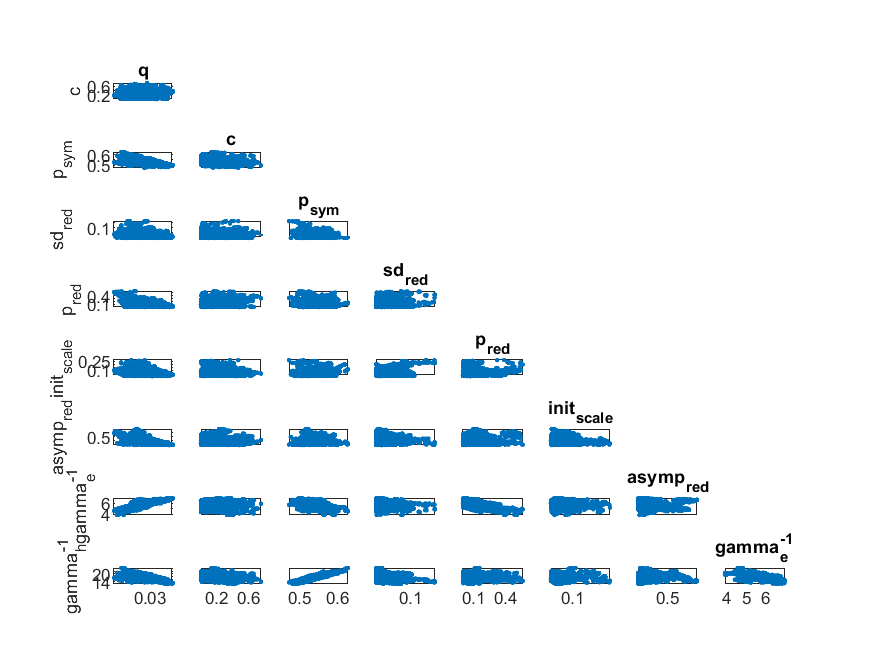 q
c 0.6 0.2
c
p_sym 0.6 0.5
p_sym
sd_red 0.1
sd_red
p_red 0.4 0.1
p_red
init_scale 0.25 0.1
init_scale
asymp_red 0.5
asymp_red
gamma_e^-1 6 4
gamma_e^-1
gamma_h^-1 20 14
0.03 0.2 0.6 0.5 0.6 0.1 0.1 0.4 0.1 0.5 4 5 6